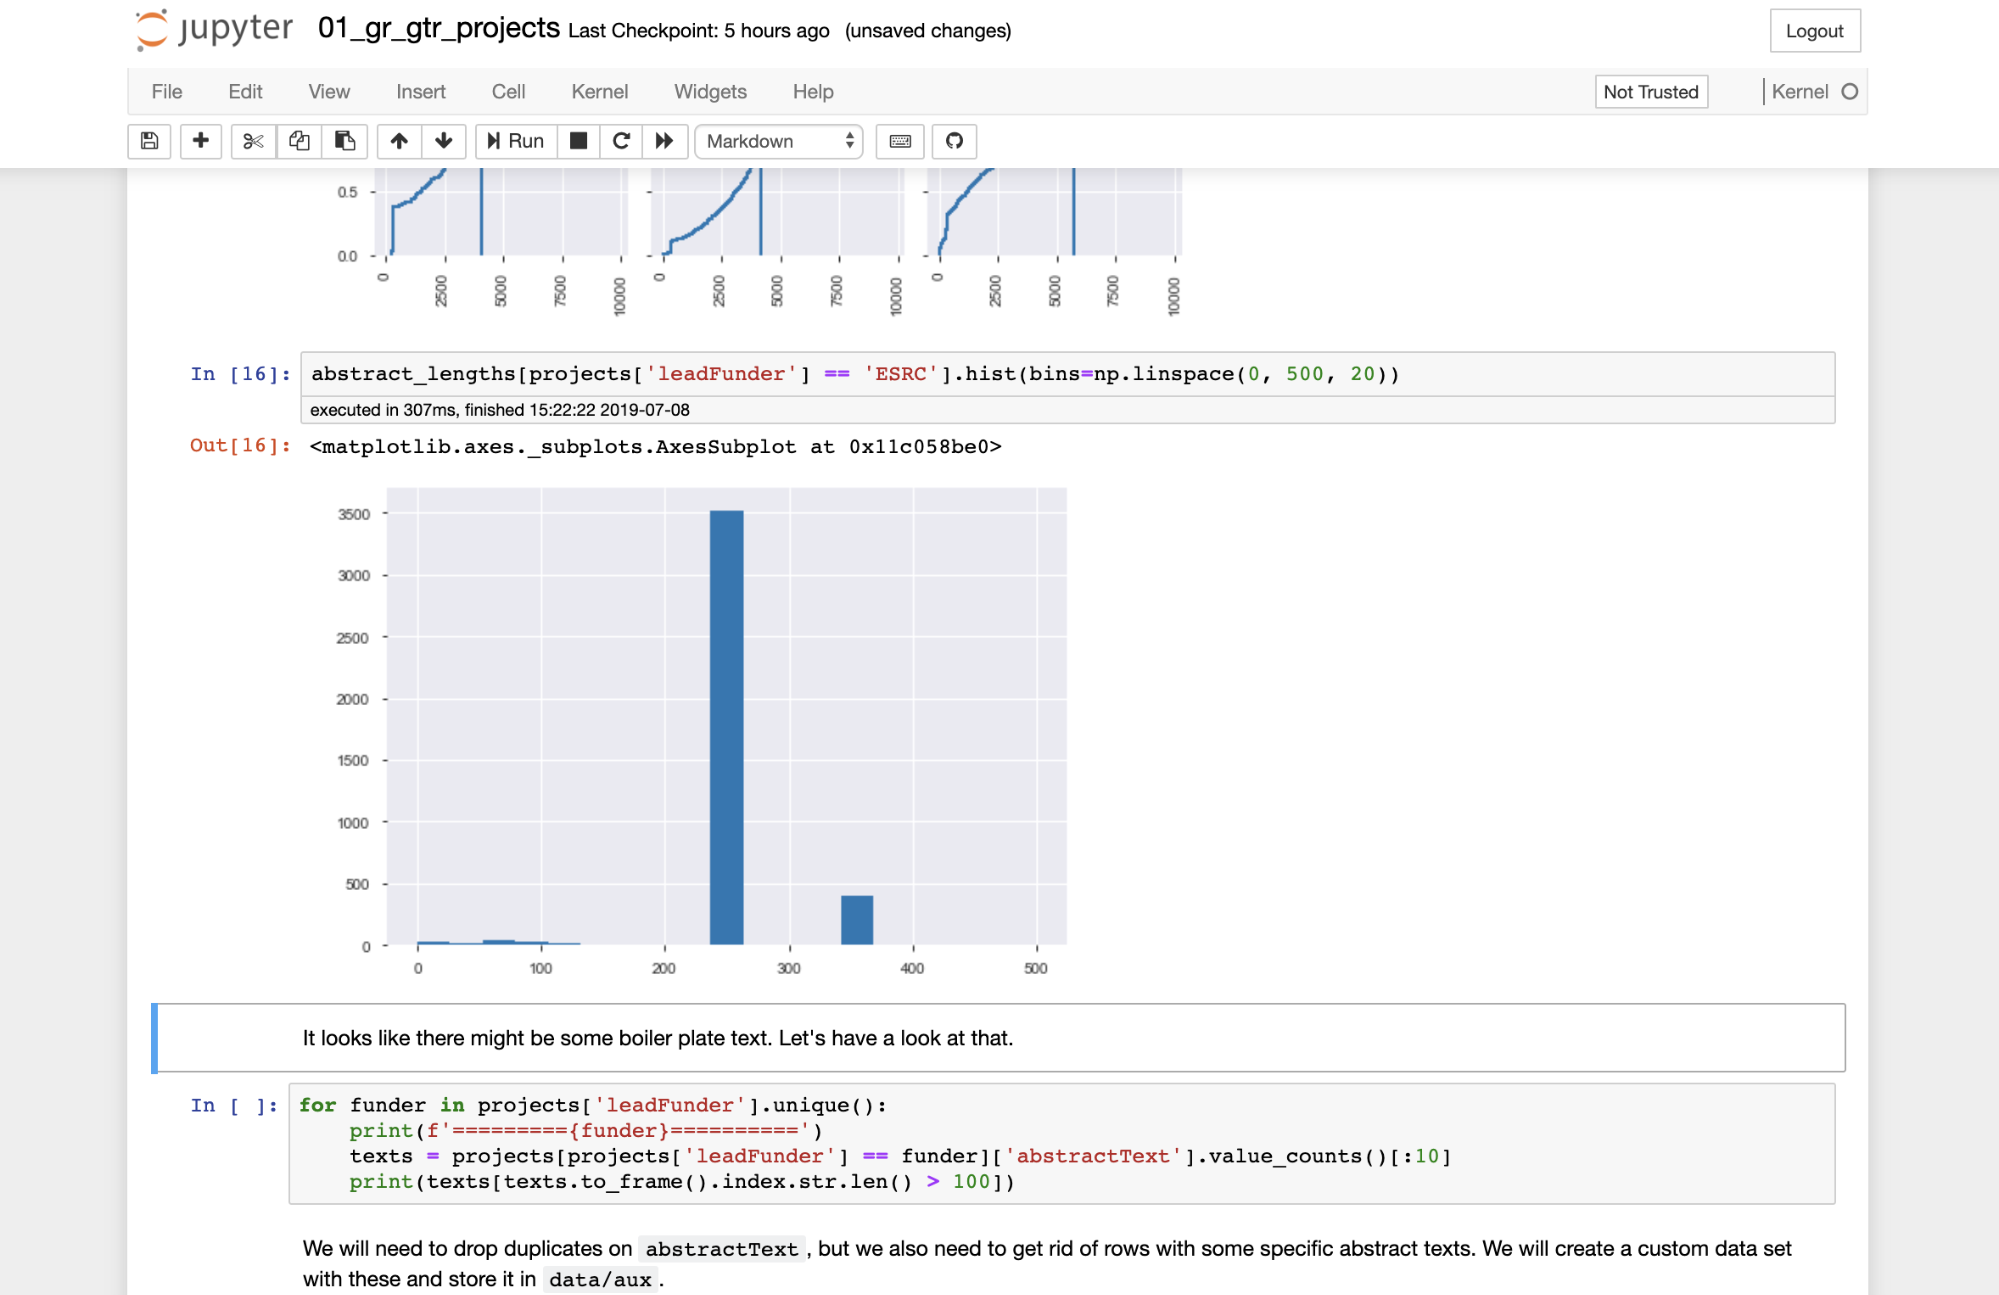 jupyter 01_gr_gtr_projects Last Checkpoint: 5 hours ago (unsaved changes) Logout
File Edit View Insert Cell Kernel Widgets Help Not Trusted Kernel
Run Markdown
0.5
0.0
0 2500 5000 7500 10000 0 2500 5000 7500 10000 0 2500 5000 7500 10000
In [16]: abstract_lengths[projects['leadFunder'] == 'ESRC'].hist(bins=np.linspace(0, 500, 20))
executed in 307ms, finished 15:22:22 2019-07-08
Out[16]: <matplotlib.axes._subplots.AxesSubplot at 0x11c058be0>
3500
3000
2500
2000
1500
1000
500
0
0 100 200 300 400 500
It looks like there might be some boiler plate text. Let's have a look at that.
In [ ]: for funder in projects['leadFunder'].unique():
print(f'========={funder}==========')
texts = projects[projects['leadFunder'] == funder]['abstractText'].value_counts()[:10]
print(texts[texts.to_frame().index.str.len() > 100])
We will need to drop duplicates on abstractText , but we also need to get rid of rows with some specific abstract texts. We will create a custom data set
with these and store it in data/aux .